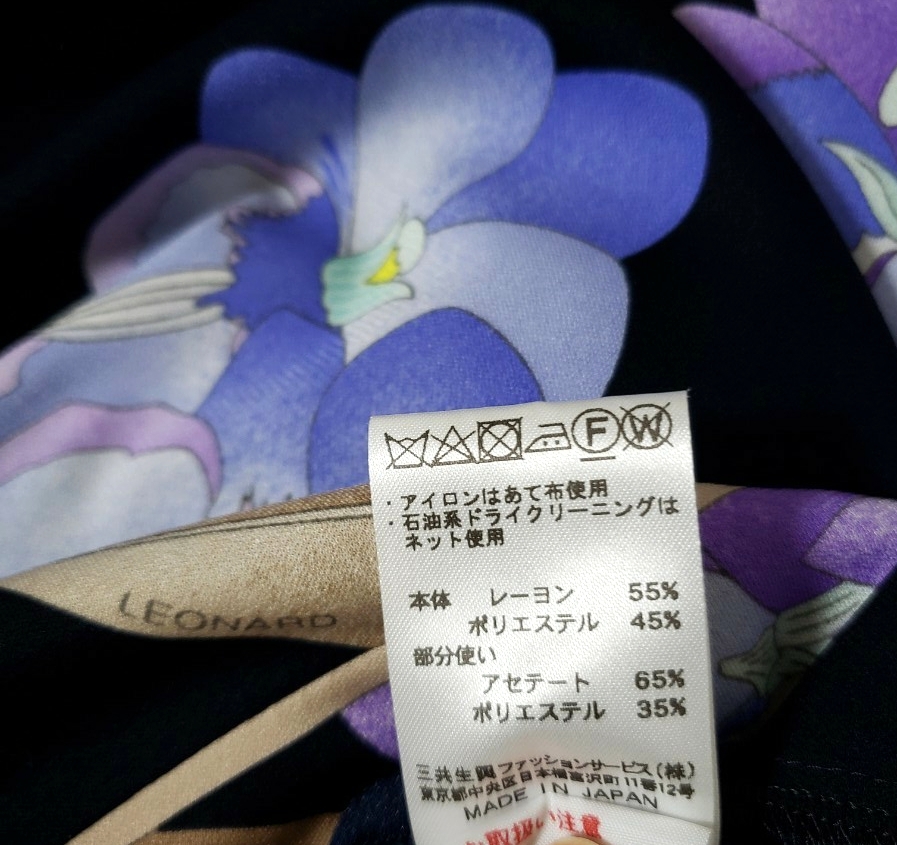 F W
・アイロンはあて布使用
・石油系ドライクリーニングは
ネット使用
本体 レーヨン 55%
ポリエステル 45%
部分使い
アセテート 65%
ポリエステル 35%
三共生興ファッションサービス(株)
東京都中央区日本橋富沢町11番12号
MADE IN JAPAN
取扱い注意
LEONARD